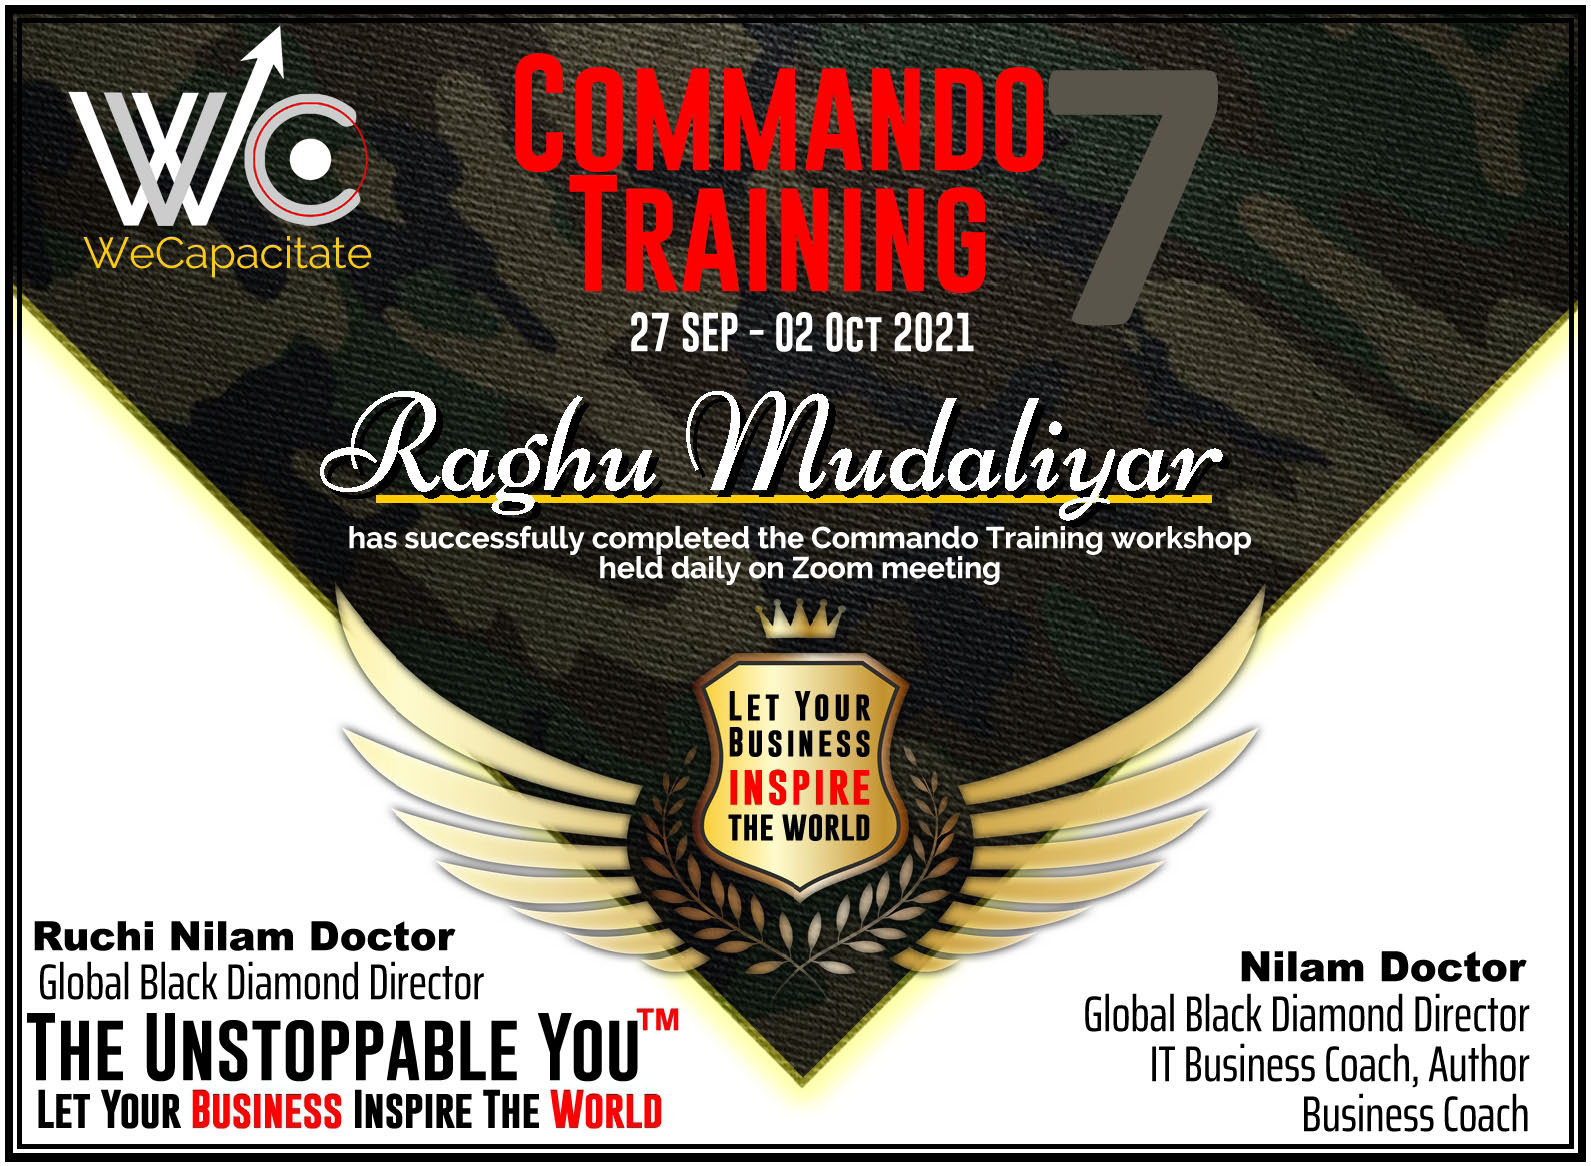 WC
WeCapacitate
COMMANDO 7
TRAINING
27 SEP - 02 OCT 2021
Raghu Mudaliyar
has successfully completed the Commando Training workshop
held daily on Zoom meeting
LET YOUR
BUSINESS
INSPIRE
THE WORLD
Ruchi Nilam Doctor
Global Black Diamond Director
THE UNSTOPPABLE YOU™
LET YOUR BUSINESS INSPIRE THE WORLD
Nilam Doctor
Global Black Diamond Director
IT Business Coach, Author
Business Coach